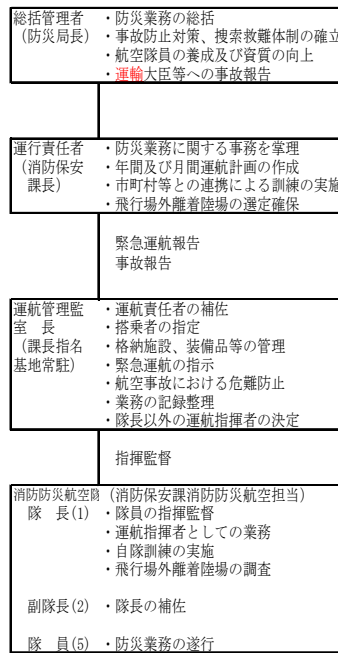 総括管理者 ・防災業務の総括
(防災局長) ・事故防止対策、捜索救難体制の確立
・航空隊員の養成及び資質の向上
・運輸大臣等への事故報告
運行責任者 ・防災業務に関する事務を掌理
(消防保安 ・年間及び月間運航計画の作成
課長) ・市町村等との連携による訓練の実施
・飛行場外離着陸場の選定確保
緊急運航報告
事故報告
運航管理監 ・運航責任者の補佐
室 長 ・搭乗者の指定
(課長指名 ・格納施設、装備品等の管理
基地常駐) ・緊急運航の指示
・航空事故における危難防止
・業務の記録整理
・隊長以外の運航指揮者の決定
指揮監督
消防防災航空隊 (消防保安課消防防災航空担当)
隊 長(1) ・隊員の指揮監督
・運航指揮者としての業務
・自隊訓練の実施
・飛行場外離着陸場の調査
副隊長(2) ・隊長の補佐
隊 員(5) ・防災業務の遂行